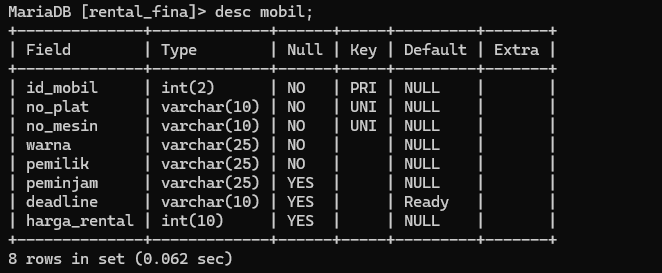 MariaDB [rental_fina]> desc mobil;
+--------------+-------------+------+-----+---------+-------+
| Field        | Type        | Null | Key | Default | Extra |
+--------------+-------------+------+-----+---------+-------+
| id_mobil     | int(2)      | NO   | PRI | NULL    |       |
| no_plat      | varchar(10) | NO   | UNI | NULL    |       |
| no_mesin     | varchar(10) | NO   | UNI | NULL    |       |
| warna        | varchar(25) | NO   |     | NULL    |       |
| pemilik      | varchar(25) | NO   |     | NULL    |       |
| peminjam     | varchar(25) | YES  |     | NULL    |       |
| deadline     | varchar(10) | YES  |     | Ready   |       |
| harga_rental | int(10)     | YES  |     | NULL    |       |
+--------------+-------------+------+-----+---------+-------+
8 rows in set (0.062 sec)